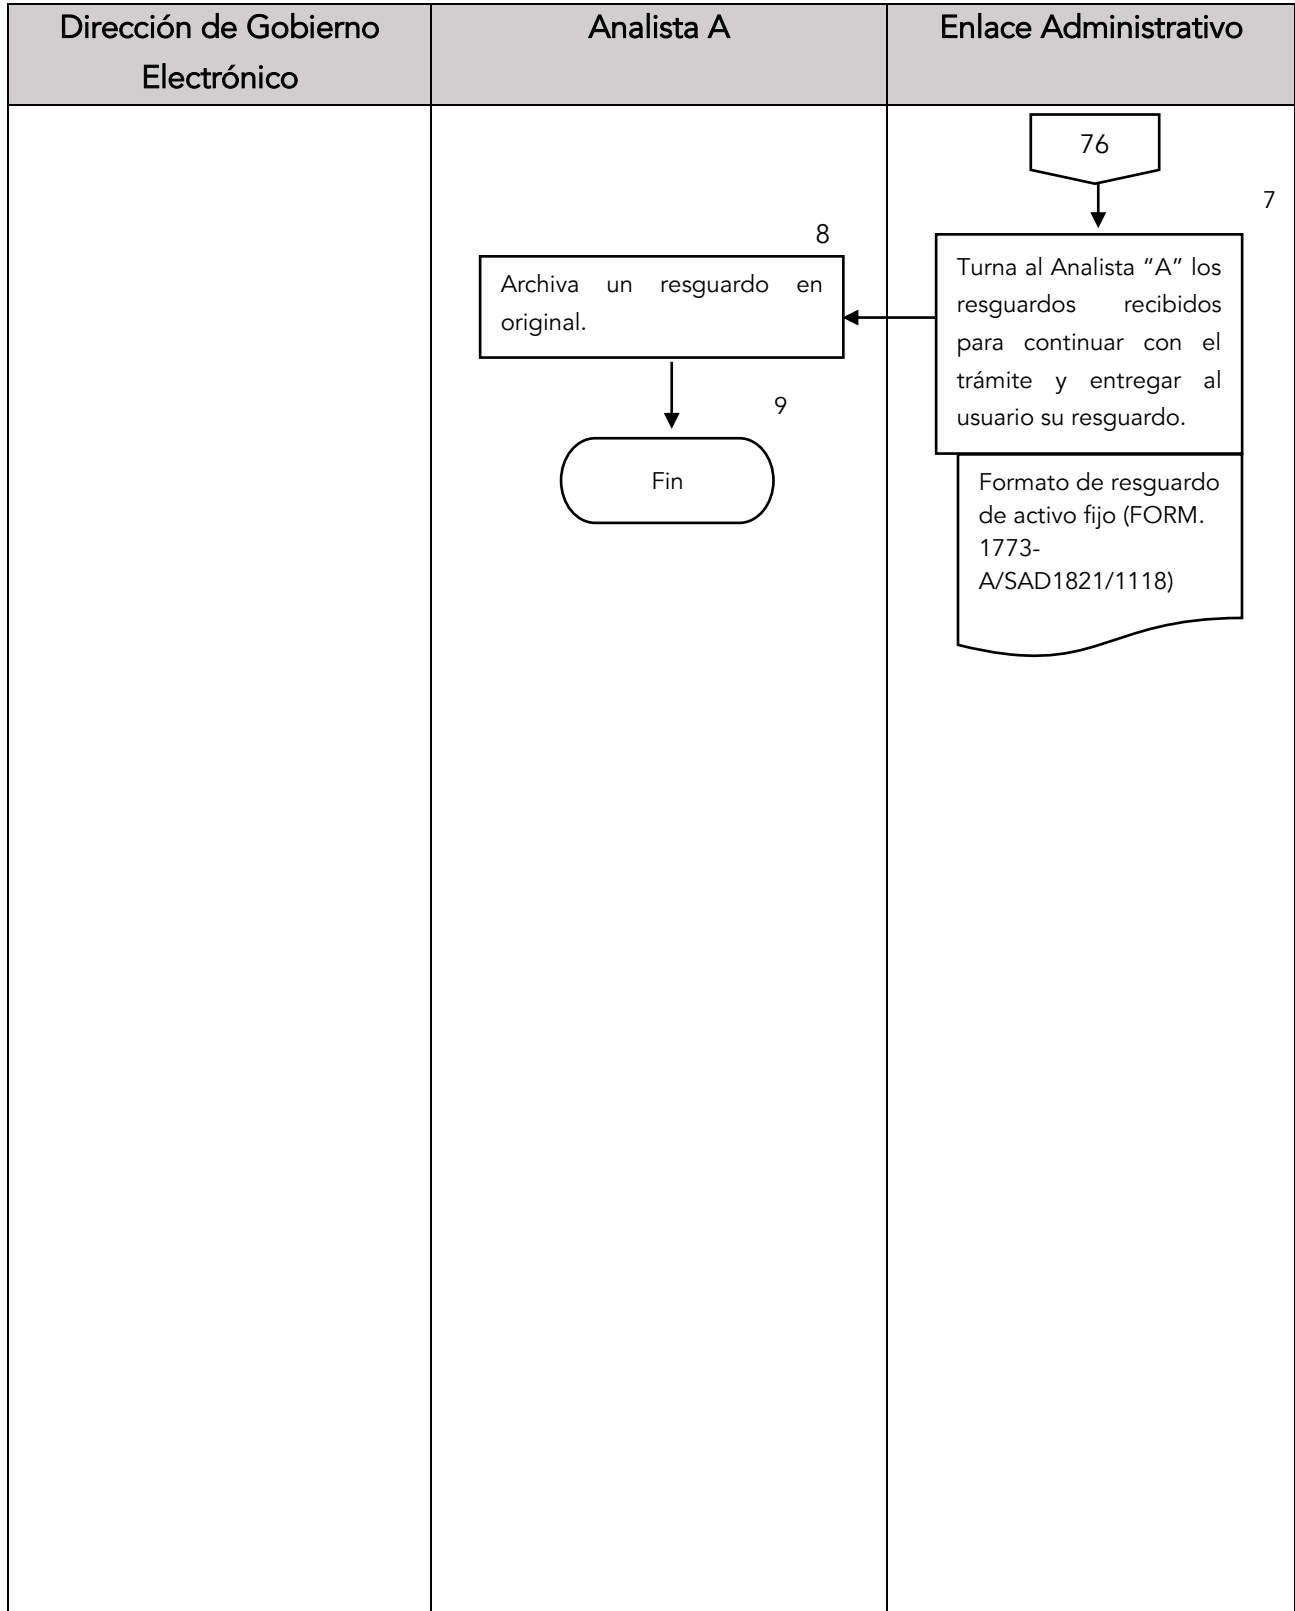 Dirección de Gobierno
Electrónico
Analista A
Enlace Administrativo
76
7
Turna al Analista “A” los
resguardos recibidos
para continuar con el
trámite y entregar al
usuario su resguardo.
Formato de resguardo
de activo fijo (FORM.
1773-
A/SAD1821/1118)
8
Archiva un resguardo en
original.
9
Fin